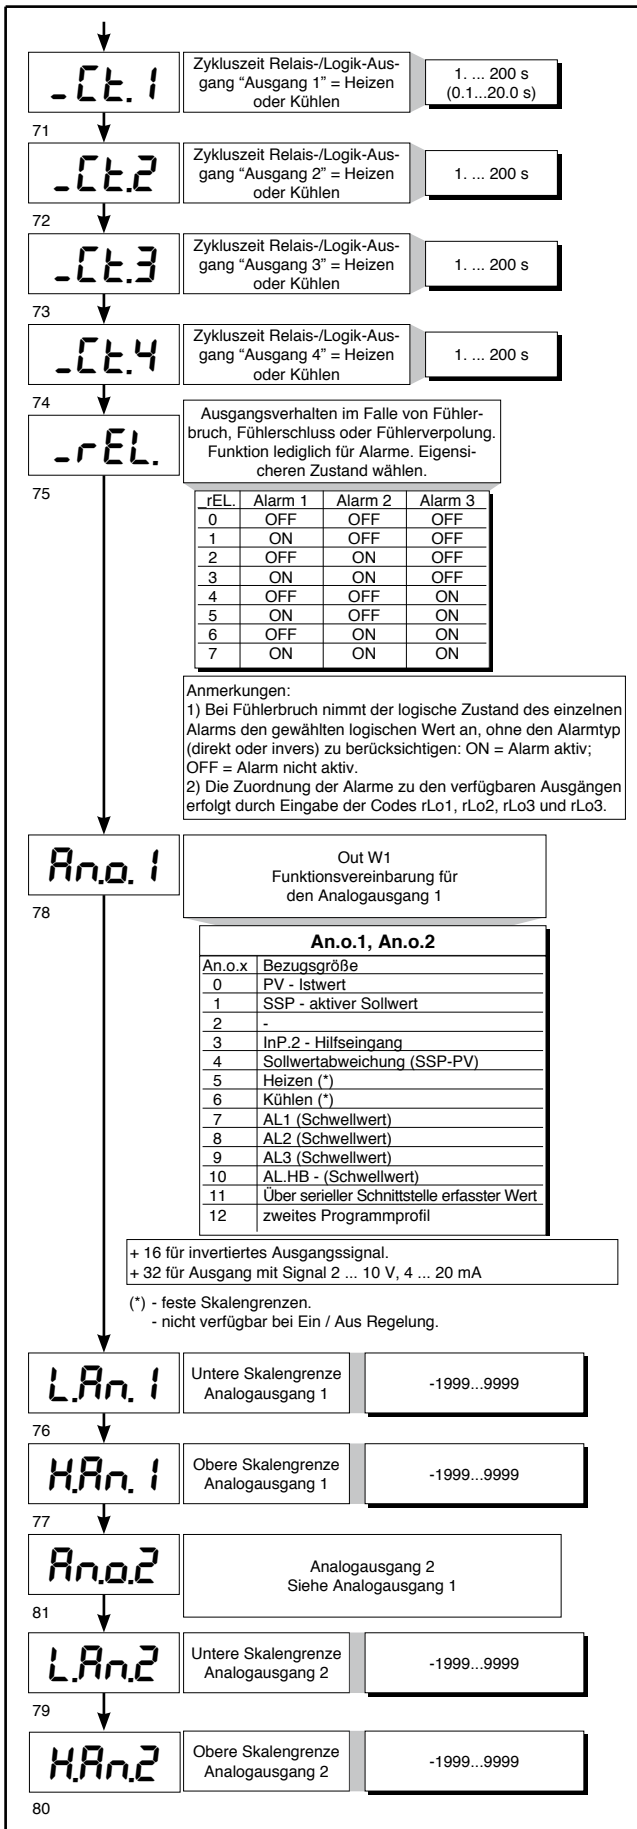 _Ct.1
Zykluszeit Relais-/Logik-Aus-
gang “Ausgang 1” = Heizen
oder Kühlen
1. ... 200 s
(0.1...20.0 s)
71
_Ct.2
Zykluszeit Relais-/Logik-Aus-
gang “Ausgang 2” = Heizen
oder Kühlen
1. ... 200 s
72
_Ct.3
Zykluszeit Relais-/Logik-Aus-
gang “Ausgang 3” = Heizen
oder Kühlen
1. ... 200 s
73
_Ct.4
Zykluszeit Relais-/Logik-Aus-
gang “Ausgang 4” = Heizen
oder Kühlen
1. ... 200 s
74
_rEL.
Ausgangsverhalten im Falle von Fühler-
bruch, Fühlerschluss oder Fühlerverpolung.
Funktion lediglich für Alarme. Eigensi-
cheren Zustand wählen.
75
_rEL. Alarm 1 Alarm 2 Alarm 3
0 OFF OFF OFF
1 ON OFF OFF
2 OFF ON OFF
3 ON ON OFF
4 OFF OFF ON
5 ON OFF ON
6 OFF ON ON
7 ON ON ON
Anmerkungen:
1) Bei Fühlerbruch nimmt der logische Zustand des einzelnen
Alarms den gewählten logischen Wert an, ohne den Alarmtyp
(direkt oder invers) zu berücksichtigen: ON = Alarm aktiv;
OFF = Alarm nicht aktiv.
2) Die Zuordnung der Alarme zu den verfügbaren Ausgängen
erfolgt durch Eingabe der Codes rLo1, rLo2, rLo3 und rLo3.
An.o.1
Out W1
Funktionsvereinbarung für
den Analogausgang 1
78
An.o.1, An.o.2
An.o.x Bezugsgröße
0 PV - Istwert
1 SSP - aktiver Sollwert
2 -
3 InP.2 - Hilfseingang
4 Sollwertabweichung (SSP-PV)
5 Heizen (*)
6 Kühlen (*)
7 AL1 (Schwellwert)
8 AL2 (Schwellwert)
9 AL3 (Schwellwert)
10 AL.HB - (Schwellwert)
11 Über serieller Schnittstelle erfasster Wert
12 zweites Programmprofil
+ 16 für invertiertes Ausgangssignal.
+ 32 für Ausgang mit Signal 2 ... 10 V, 4 ... 20 mA
(*) - feste Skalengrenzen.
- nicht verfügbar bei Ein / Aus Regelung.
L.An.1
Untere Skalengrenze
Analogausgang 1
-1999...9999
76
H.An.1
Obere Skalengrenze
Analogausgang 1
-1999...9999
77
An.o.2
Analogausgang 2
Siehe Analogausgang 1
81
L.An.2
Untere Skalengrenze
Analogausgang 2
-1999...9999
79
H.An.2
Obere Skalengrenze
Analogausgang 2
-1999...9999
80